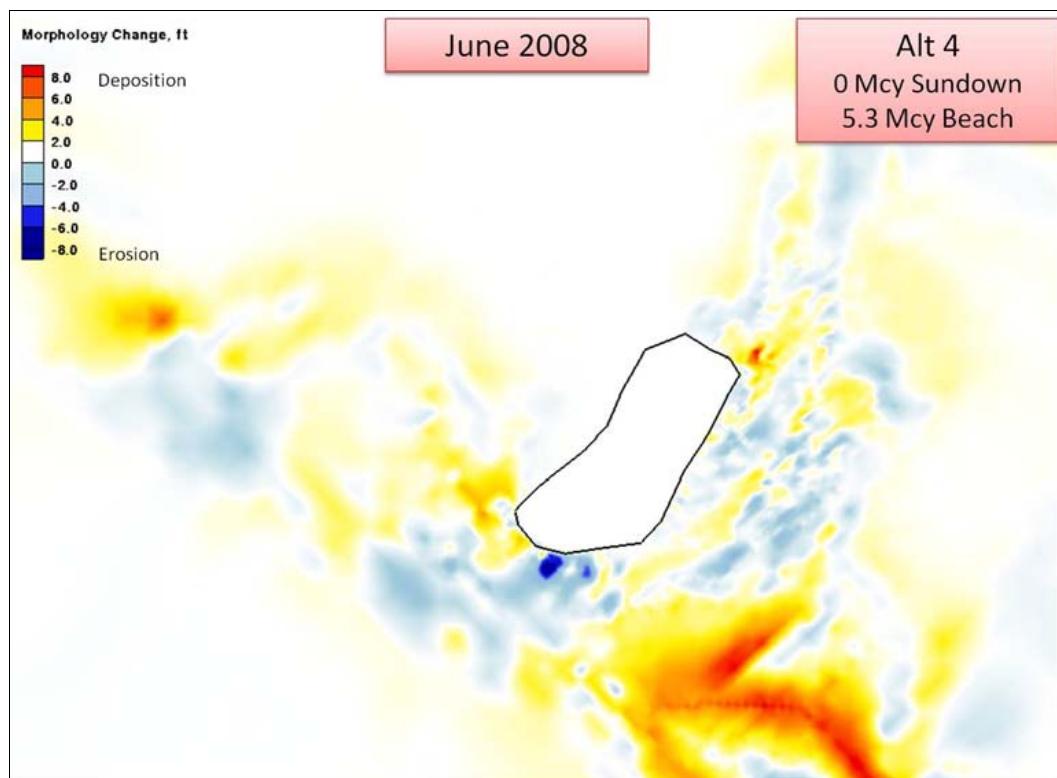 Morphology Change, ft
8.0
Deposition
6.0
4.0
2.0
0.0
-2.0
-4.0
-6.0
-8.0
Erosion
June 2008
Alt 4
0 Mcy Sundown
5.3 Mcy Beach